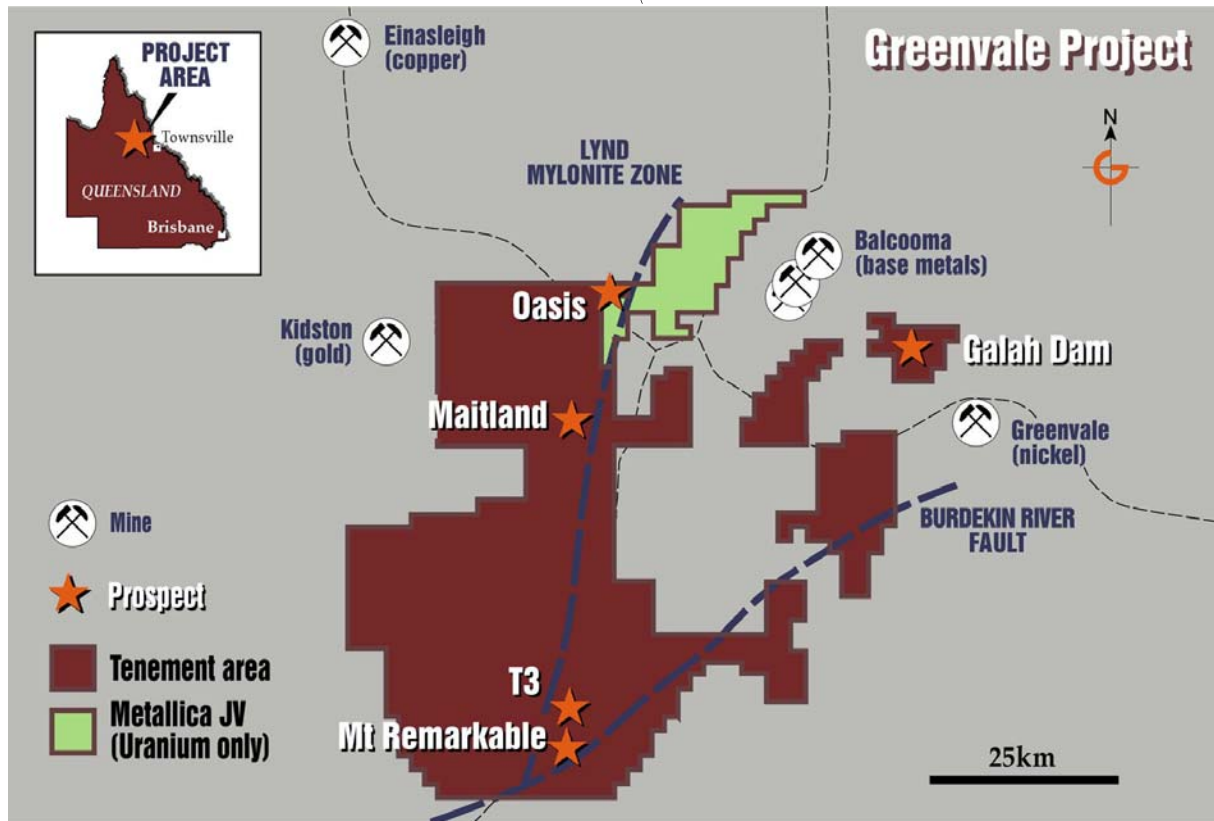 Greenvale Project
PROJECT
AREA
Townsville
QUEENSLAND
Brisbane
Einasleigh
(copper)
N
G
LYND
MYLONITE ZONE
Balcooma
(base metals)
Oasis
Kidston
(gold)
Galah Dam
Maitland
Greenvale
(nickel)
BURDEKIN RIVER
FAULT
Mine
Prospect
Tenement area
Metallica JV
(Uranium only)
T3
Mt Remarkable
25km